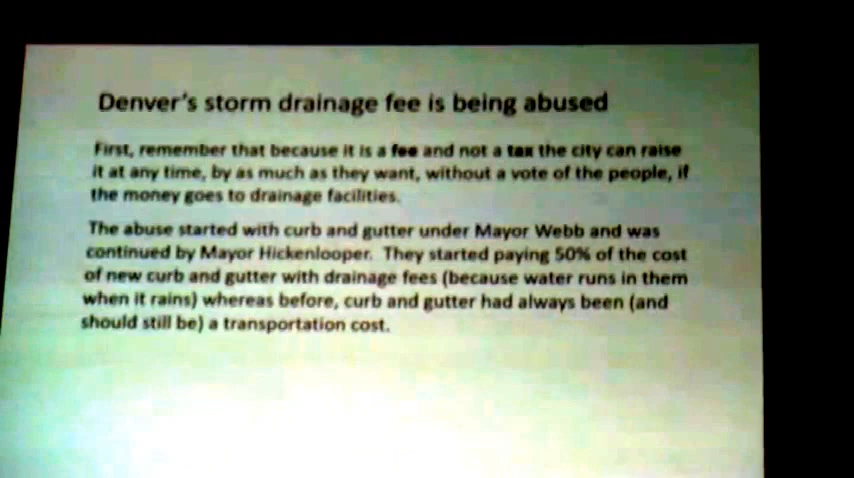 Denver's storm drainage fee is being abused
First, remember that because it is a fee and not a tax the city can raise
it at any time, by as much as they want, without a vote of the people, if
the money goes to drainage facilities.
The abuse started with curb and gutter under Mayor Webb and was
continued by Mayor Hickenlooper. They started paying 50% of the cost
of new curb and gutter with drainage fees (because water runs in them
when it rains) whereas before, curb and gutter had always been (and
should still be) a transportation cost.